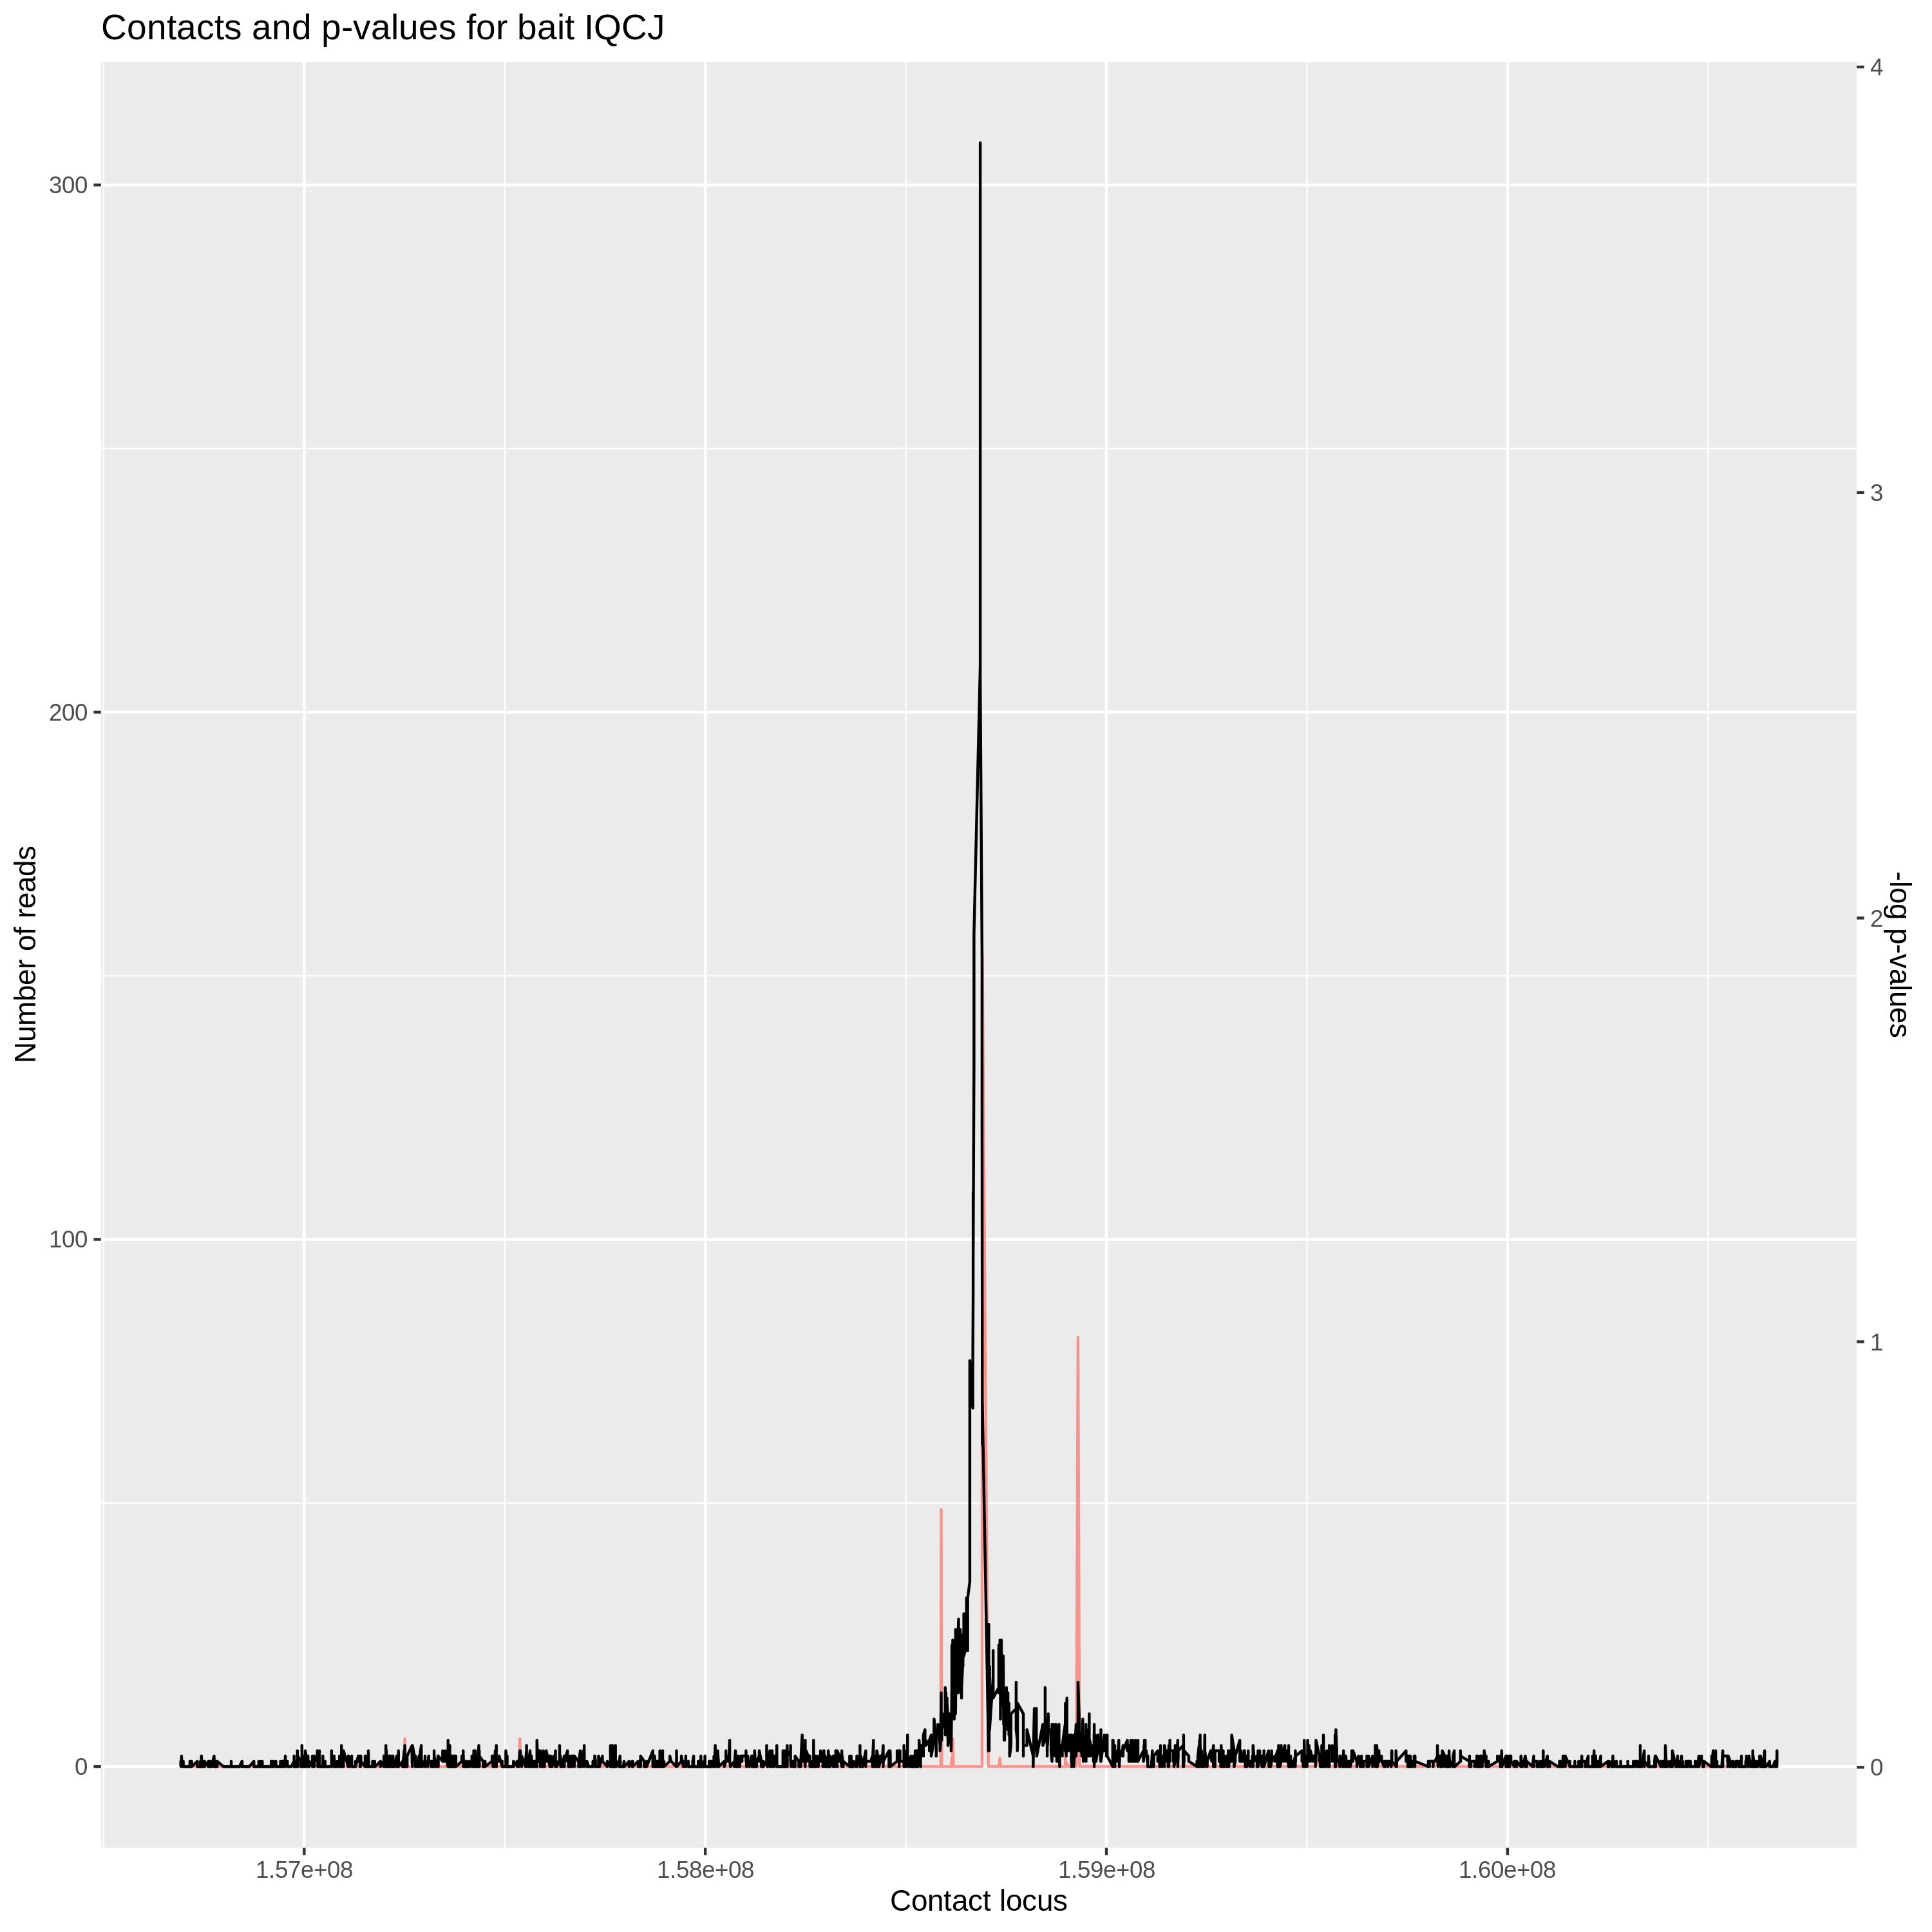 Contacts and p-values for bait IQCJ
4
300
3
200
2
100
1
0
0
Number of reads
-log p-values
1.57e+08
1.58e+08
1.59e+08
1.60e+08
Contact locus